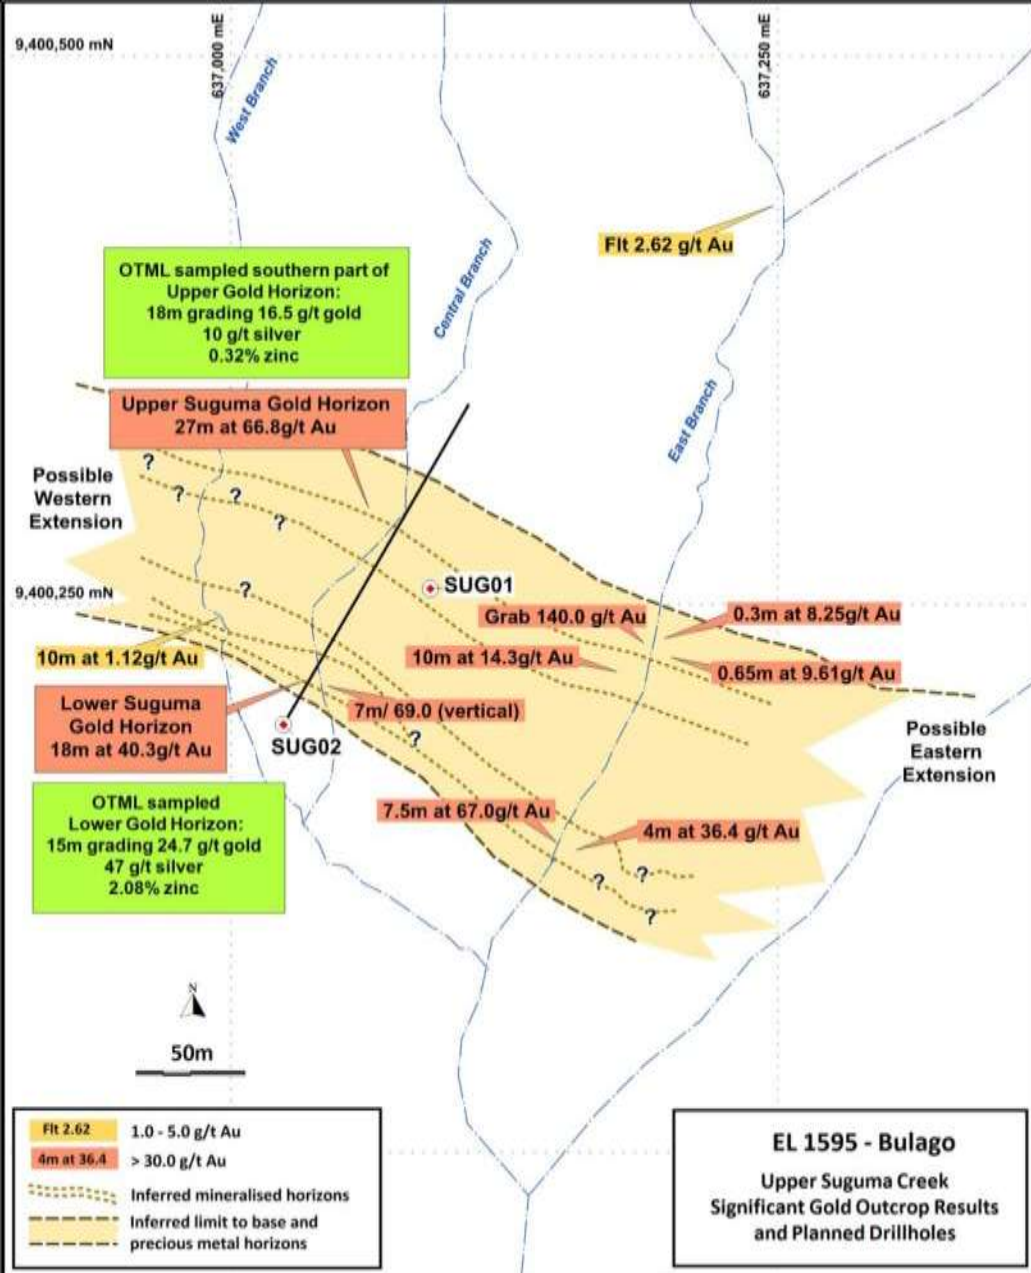 9,400,500 mN
637,000 mE
637,250 mE
West Branch
Central Branch
East Branch
Flt 2.62 g/t Au
OTML sampled southern part of
Upper Gold Horizon:
18m grading 16.5 g/t gold
10 g/t silver
0.32% zinc
Upper Suguma Gold Horizon
27m at 66.8g/t Au
Possible
Western
Extension
?
?
?
?
?
9,400,250 mN
SUG01
Grab 140.0 g/t Au
0.3m at 8.25g/t Au
10m at 1.12g/t Au
10m at 14.3g/t Au
0.65m at 9.61g/t Au
Lower Suguma
Gold Horizon
18m at 40.3g/t Au
7m/ 69.0 (vertical)
SUG02
?
Possible
Eastern
Extension
OTML sampled
Lower Gold Horizon:
15m grading 24.7 g/t gold
47 g/t silver
2.08% zinc
7.5m at 67.0g/t Au
4m at 36.4 g/t Au
?
?
?
N
50m
Flt 2.62
1.0 - 5.0 g/t Au
4m at 36.4
> 30.0 g/t Au
Inferred mineralised horizons
Inferred limit to base and
precious metal horizons
EL 1595 - Bulago
Upper Suguma Creek
Significant Gold Outcrop Results
and Planned Drillholes